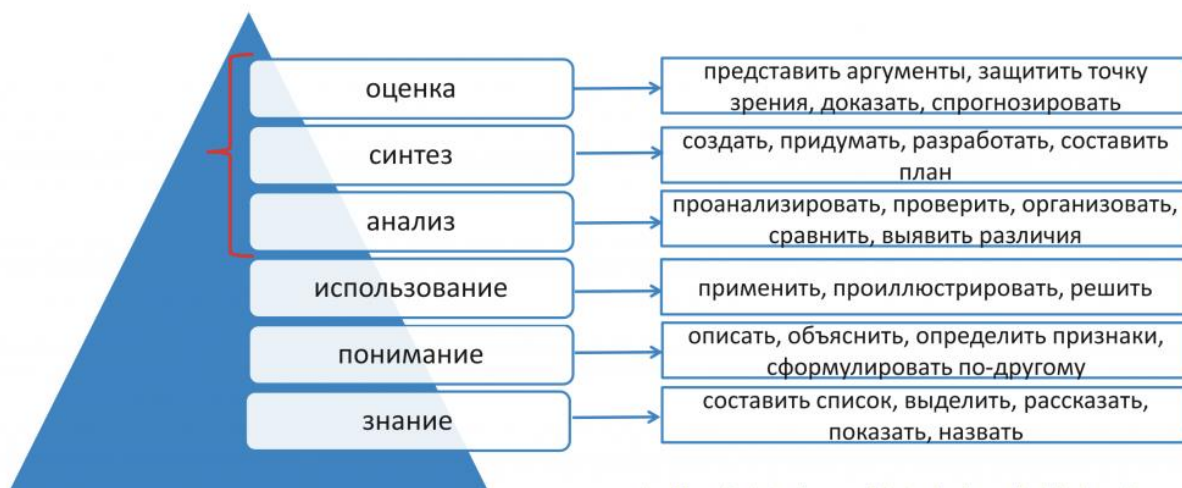 оценка
представить аргументы, защитить точку
зрения, доказать, спрогнозировать
синтез
создать, придумать, разработать, составить
план
анализ
проанализировать, проверить, организовать,
сравнить, выявить различия
использование
применить, проиллюстрировать, решить
понимание
описать, объяснить, определить признаки,
сформулировать по-другому
знание
составить список, выделить, рассказать,
показать, назвать